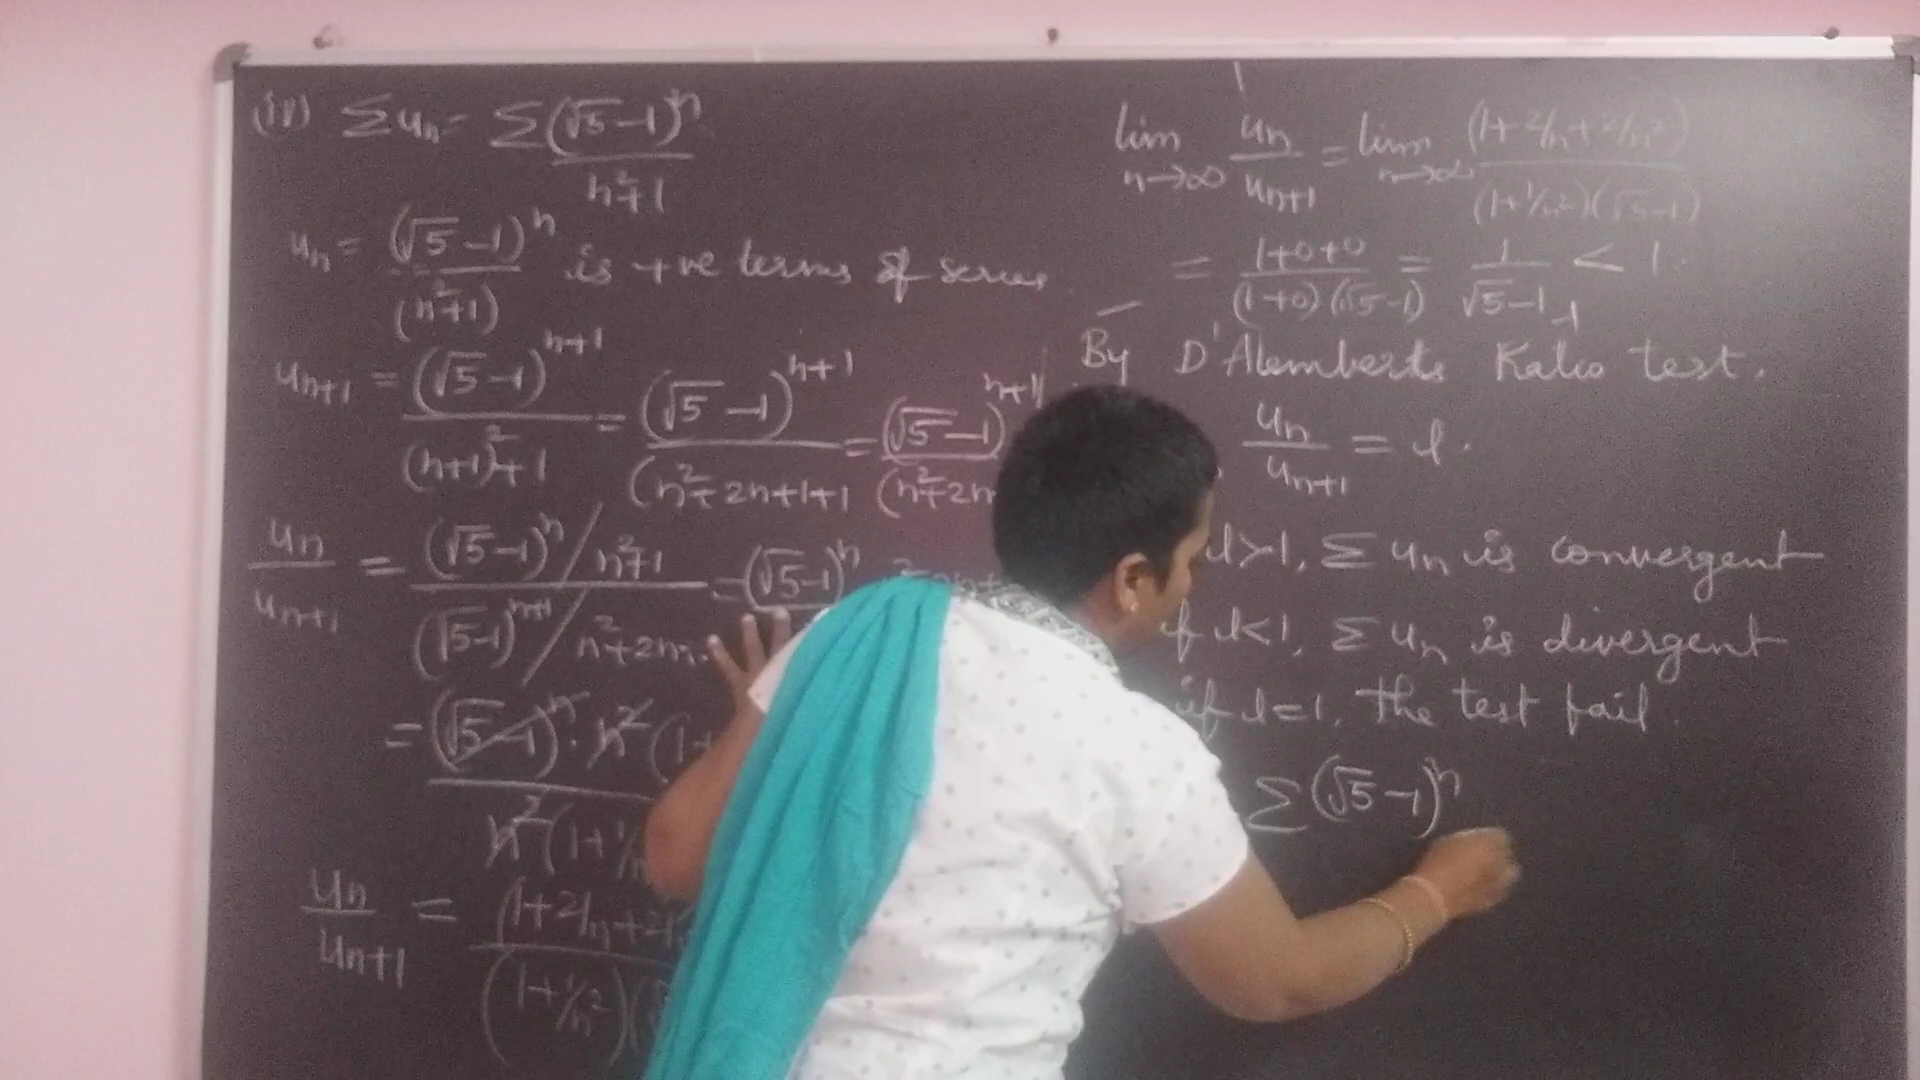 (iv) Σ uₙ = Σ (√5-1)ⁿ / n²+1
uₙ = (√5-1)ⁿ / (n²+1) is +ve terms of series
uₙ₊₁ = (√5-1)ⁿ⁺¹ / (n+1)²+1 = (√5-1)ⁿ⁺¹ / (n²+2n+1+1 = (√5-1)ⁿ⁺¹ / (n²+2n
uₙ / uₙ₊₁ = (√5-1)ⁿ / n²+1 / (√5-1)ⁿ⁺¹ / n²+2n = (√5-1)ⁿ
= (√5-1)ⁿ · n² (1+ / n² (1+1/n
uₙ / uₙ₊₁ = (1+2/n+2/ / (1+1/n²)(√
lim n→∞ uₙ / uₙ₊₁ = lim n→∞ (1+2/n+2/n²) / (1+1/n²)(√5-1)
= 1+0+0 / (1+0)(√5-1) = 1 / √5-1 < 1
By D'Alemberts Ratio test.
uₙ / uₙ₊₁ = l.
l>1, Σ uₙ is convergent
if l<1, Σ uₙ is divergent
if l=1, the test fail.
Σ (√5-1)ⁿ